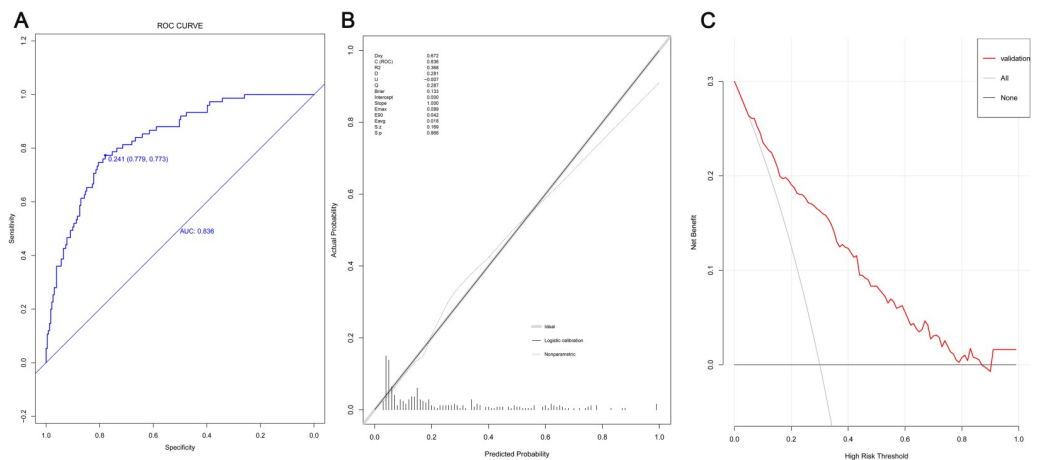 A
ROC CURVE
1.2
1.0
0.8
0.6
0.4
0.2
0.0
−0.2
Sensitivity
0.241 (0.779, 0.773)
AUC: 0.836
1.0
0.8
0.6
0.4
0.2
0.0
Specificity
B
1.0
0.8
0.6
0.4
0.2
0.0
Actual Probability
Dxy 0.672
C (ROC) 0.836
R2 0.388
D 0.281
U −0.007
Q 0.287
Brier 0.133
Intercept 0.000
Slope 1.000
Emax 0.099
E90 0.042
Eavg 0.018
S:z 0.169
S:p 0.866
Ideal
Logistic calibration
Nonparametric
0.0
0.2
0.4
0.6
0.8
1.0
Predicted Probability
C
validation
All
None
0.3
0.2
0.1
0.0
Net Benefit
0.0
0.2
0.4
0.6
0.8
1.0
High Risk Threshold